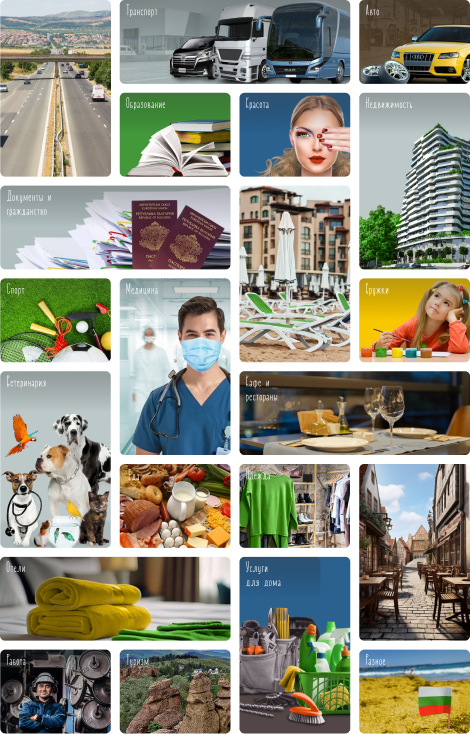 Транспорт
Авто
Образование
Красота
Недвижимость
Документы и
гражданство
Спорт
Медицина
Кружки
Ветеринария
Кафе и
рестораны
Еда
Одежда
Отели
Услуги
для дома
Работа
Туризм
Разное